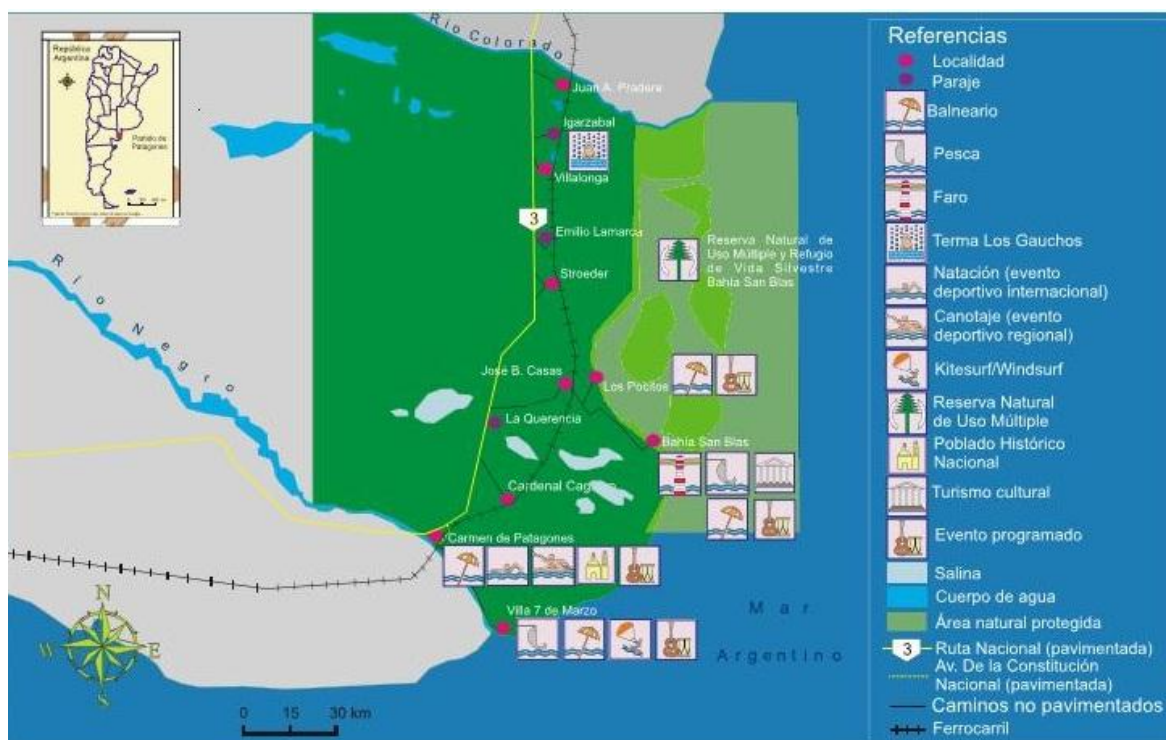 República
Argentina
Partido de
Patagones
Río Colorado
Juan A. Pradere
Igarzabal
Villalonga
3
Emilio Lamarca
Stroeder
Reserva Natural de
Uso Múltiple y Refugio
de Vida Silvestre
Bahía San Blas
Río Negro
José B. Casas
Los Pocitos
La Querencia
Bahía San Blas
Cardenal
Carmen de Patagones
Villa 7 de Marzo
Mar
Argentino
N
W
E
S
0 15 30 km
Referencias
Localidad
Paraje
Balneario
Pesca
Faro
Terma Los Gauchos
Natación (evento
deportivo internacional)
Canotaje (evento
deportivo regional)
Kitesurf/Windsurf
Reserva Natural
de Uso Múltiple
Poblado Histórico
Nacional
Turismo cultural
Evento programado
Salina
Cuerpo de agua
Área natural protegida
3
Ruta Nacional (pavimentada)
Av. De la Constitución
Nacional (pavimentada)
Caminos no pavimentados
Ferrocarril